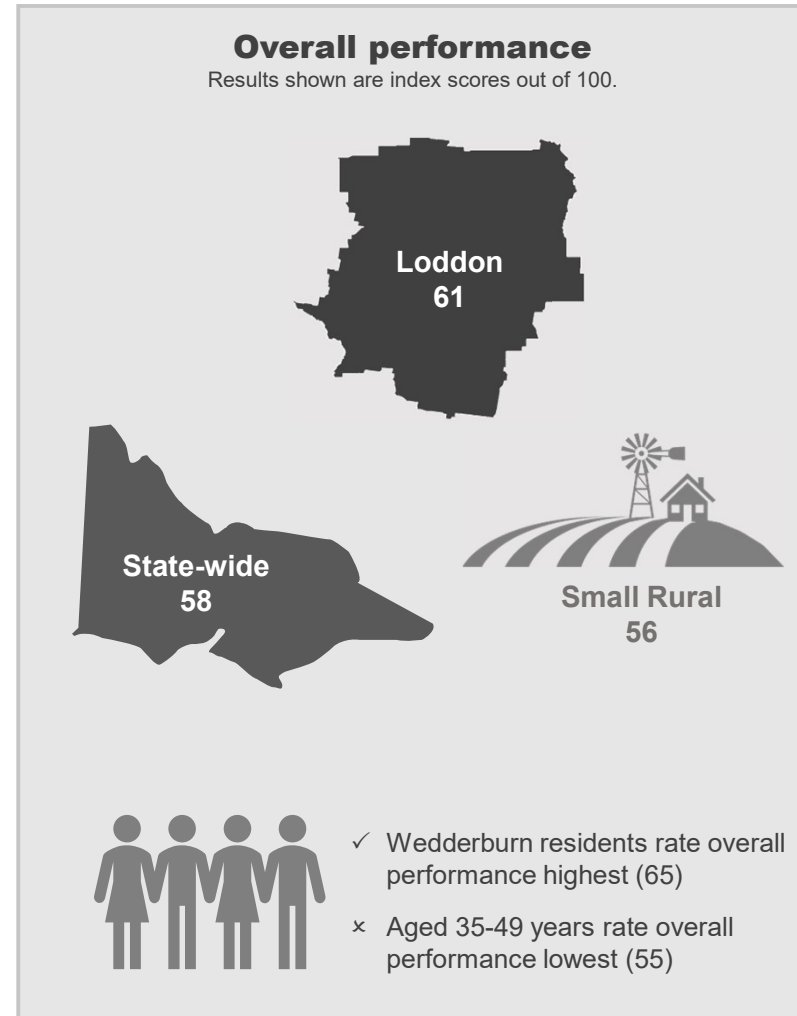 Overall performance
Results shown are index scores out of 100.
Loddon
61
State-wide
58
Small Rural
56
✓ Wedderburn residents rate overall
performance highest (65)
× Aged 35-49 years rate overall
performance lowest (55)